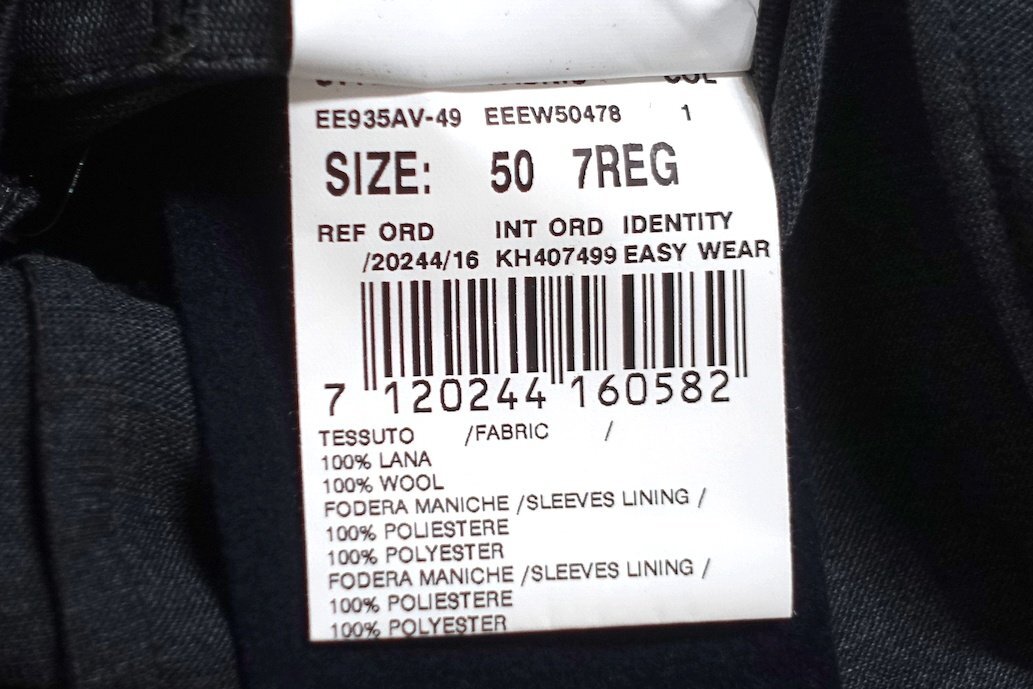 COL
EE935AV-49 EEEW50478 1
SIZE: 50 7REG
REF ORD INT ORD IDENTITY
/20244/16 KH407499 EASY WEAR
7 120244 160582
TESSUTO /FABRIC /
100% LANA
100% WOOL
FODERA MANICHE /SLEEVES LINING /
100% POLIESTERE
100% POLYESTER
FODERA MANICHE /SLEEVES LINING /
100% POLIESTERE
100% POLYESTER